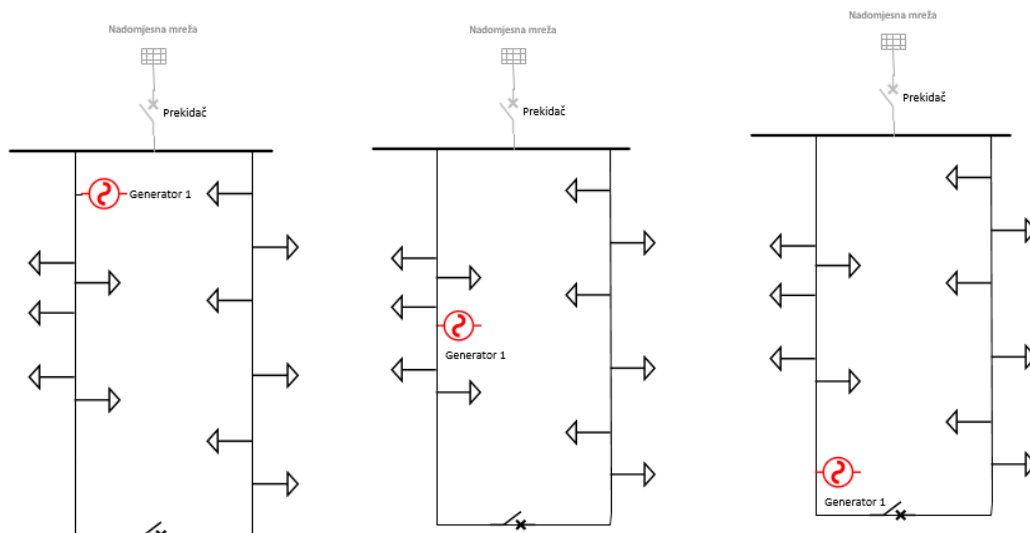 Nadomjesna mreža
Prekidač
Generator 1
Nadomjesna mreža
Prekidač
Generator 1
Nadomjesna mreža
Prekidač
Generator 1